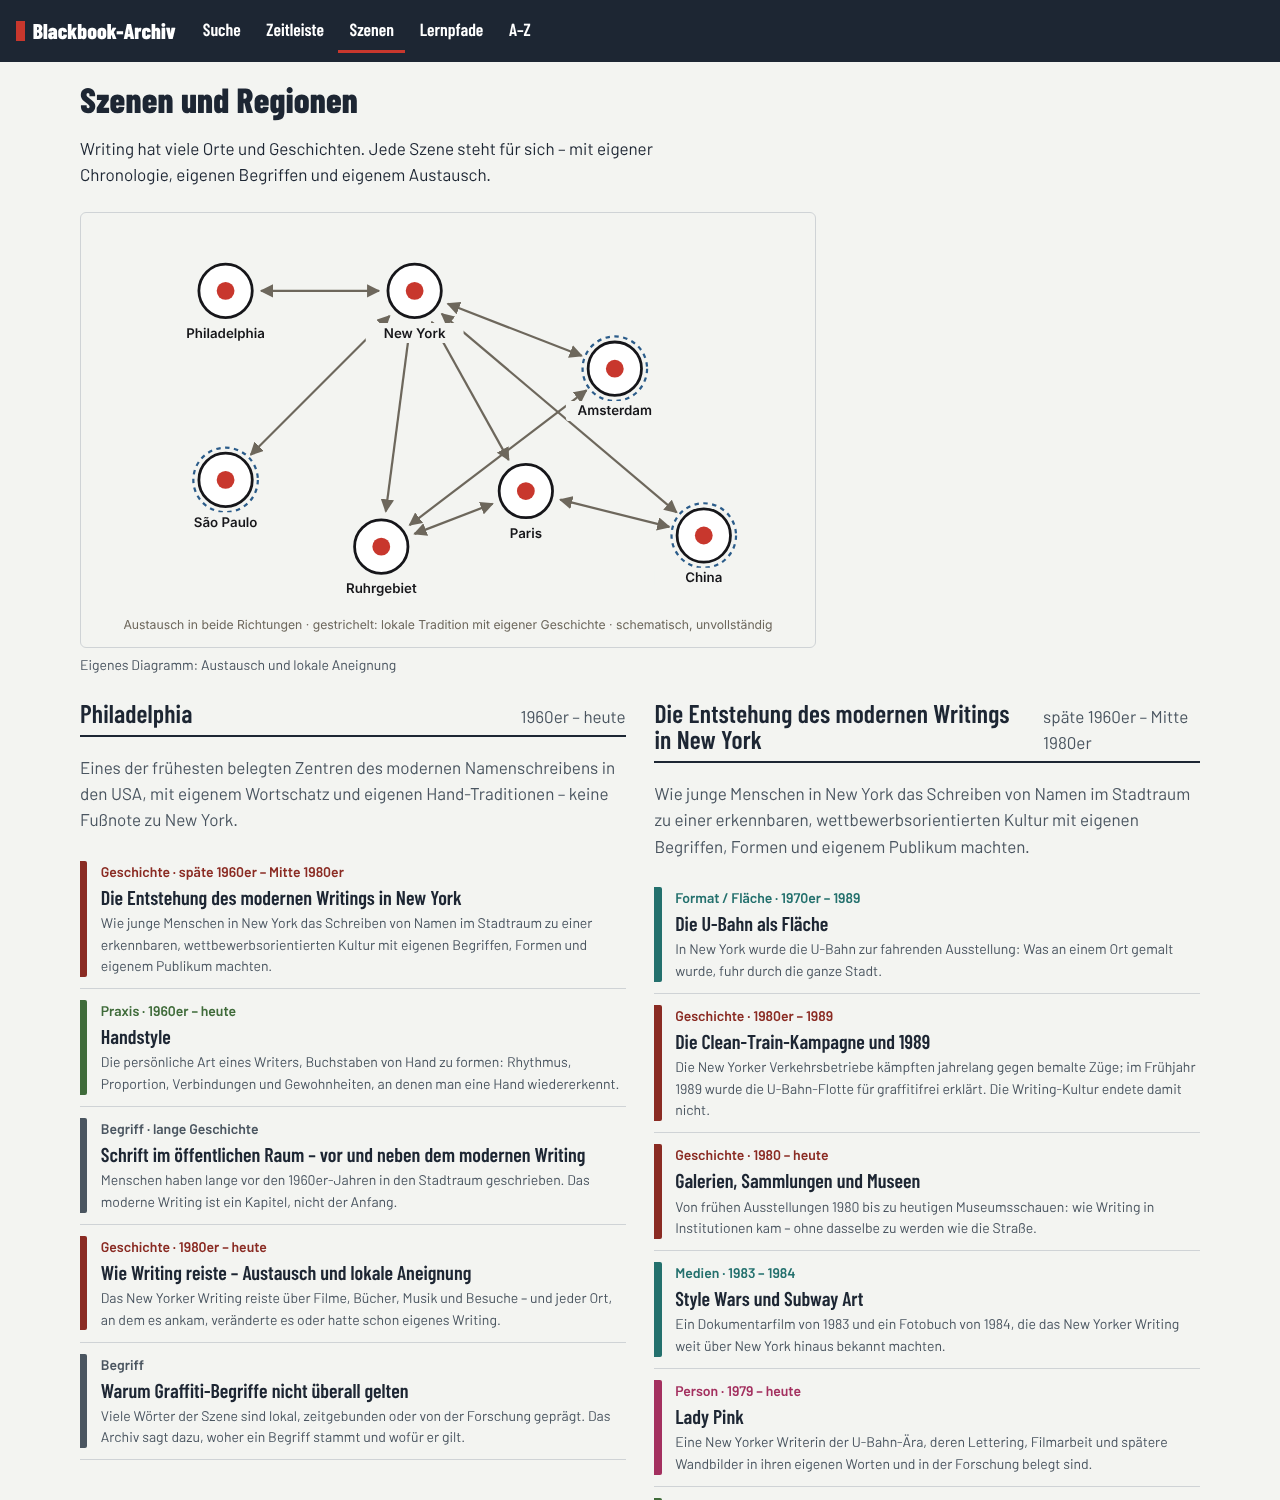 Blackbook-Archiv
Suche
Zeitleiste
Szenen
Lernpfade
A–Z
Szenen und Regionen
Writing hat viele Orte und Geschichten. Jede Szene steht für sich – mit eigener
Chronologie, eigenen Begriffen und eigenem Austausch.
Philadelphia
New York
Amsterdam
São Paulo
Paris
Ruhrgebiet
China
Austausch in beide Richtungen · gestrichelt: lokale Tradition mit eigener Geschichte · schematisch, unvollständig
Eigenes Diagramm: Austausch und lokale Aneignung
Philadelphia
1960er – heute
Eines der frühesten belegten Zentren des modernen Namenschreibens in
den USA, mit eigenem Wortschatz und eigenen Hand-Traditionen – keine
Fußnote zu New York.
Geschichte · späte 1960er – Mitte 1980er
Die Entstehung des modernen Writings in New York
Wie junge Menschen in New York das Schreiben von Namen im Stadtraum zu einer
erkennbaren, wettbewerbsorientierten Kultur mit eigenen Begriffen, Formen und
eigenem Publikum machten.
Praxis · 1960er – heute
Handstyle
Die persönliche Art eines Writers, Buchstaben von Hand zu formen: Rhythmus,
Proportion, Verbindungen und Gewohnheiten, an denen man eine Hand wiedererkennt.
Begriff · lange Geschichte
Schrift im öffentlichen Raum – vor und neben dem modernen Writing
Menschen haben lange vor den 1960er-Jahren in den Stadtraum geschrieben. Das
moderne Writing ist ein Kapitel, nicht der Anfang.
Geschichte · 1980er – heute
Wie Writing reiste – Austausch und lokale Aneignung
Das New Yorker Writing reiste über Filme, Bücher, Musik und Besuche – und jeder Ort,
an dem es ankam, veränderte es oder hatte schon eigenes Writing.
Begriff
Warum Graffiti-Begriffe nicht überall gelten
Viele Wörter der Szene sind lokal, zeitgebunden oder von der Forschung geprägt. Das
Archiv sagt dazu, woher ein Begriff stammt und wofür er gilt.
Die Entstehung des modernen Writings
in New York
späte 1960er – Mitte
1980er
Wie junge Menschen in New York das Schreiben von Namen im Stadtraum
zu einer erkennbaren, wettbewerbsorientierten Kultur mit eigenen
Begriffen, Formen und eigenem Publikum machten.
Format / Fläche · 1970er – 1989
Die U-Bahn als Fläche
In New York wurde die U-Bahn zur fahrenden Ausstellung: Was an einem Ort gemalt
wurde, fuhr durch die ganze Stadt.
Geschichte · 1980er – 1989
Die Clean-Train-Kampagne und 1989
Die New Yorker Verkehrsbetriebe kämpften jahrelang gegen bemalte Züge; im Frühjahr
1989 wurde die U-Bahn-Flotte für graffitifrei erklärt. Die Writing-Kultur endete damit
nicht.
Geschichte · 1980 – heute
Galerien, Sammlungen und Museen
Von frühen Ausstellungen 1980 bis zu heutigen Museumsschauen: wie Writing in
Institutionen kam – ohne dasselbe zu werden wie die Straße.
Medien · 1983 – 1984
Style Wars und Subway Art
Ein Dokumentarfilm von 1983 und ein Fotobuch von 1984, die das New Yorker Writing
weit über New York hinaus bekannt machten.
Person · 1979 – heute
Lady Pink
Eine New Yorker Writerin der U-Bahn-Ära, deren Lettering, Filmarbeit und spätere
Wandbilder in ihren eigenen Worten und in der Forschung belegt sind.